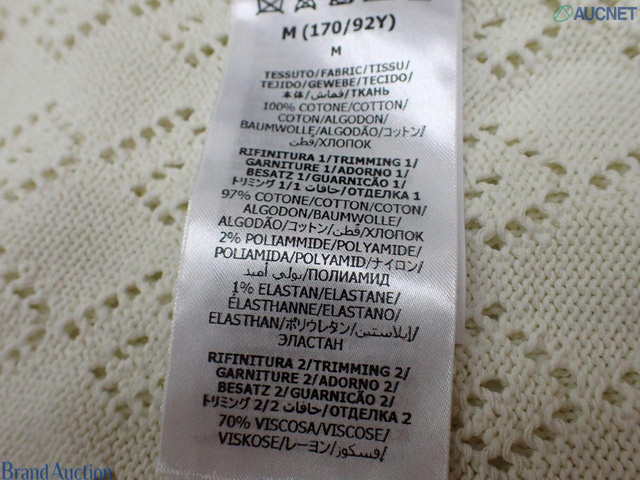 AUCNET
M (170/92Y)
M
TESSUTO/FABRIC/TISSU/
TEJIDO/GEWEBE/TECIDO/
本体/قماش/ТКАНЬ
100% COTONE/COTTON/
COTON/ALGODON/
BAUMWOLLE/ALGODÃO/コットン/
قطن/ХЛОПОК
RIFINITURA 1/TRIMMING 1/
GARNITURE 1/ADORNO 1/
BESATZ 1/GUARNIÇÃO 1/
トリミング 1/1 حافات/ОТДЕЛКА 1
97% COTONE/COTTON/COTON/
ALGODON/BAUMWOLLE/
ALGODÃO/コットン/قطن/ХЛОПОК
2% POLIAMMIDE/POLYAMIDE/
POLIAMIDA/POLYAMID/ナイロン/
بولي أميد/ПОЛИАМИД
1% ELASTAN/ELASTANE/
ÉLASTHANNE/ELASTANO/
ELASTHAN/ポリウレタン/إيلاستين/
ЭЛАСТАН
RIFINITURA 2/TRIMMING 2/
GARNITURE 2/ADORNO 2/
BESATZ 2/GUARNIÇÃO 2/
トリミング 2/2 حافات/ОТДЕЛКА 2
70% VISCOSA/VISCOSE/
VISKOSE/レーヨン/فسكوز/
Brand Auction